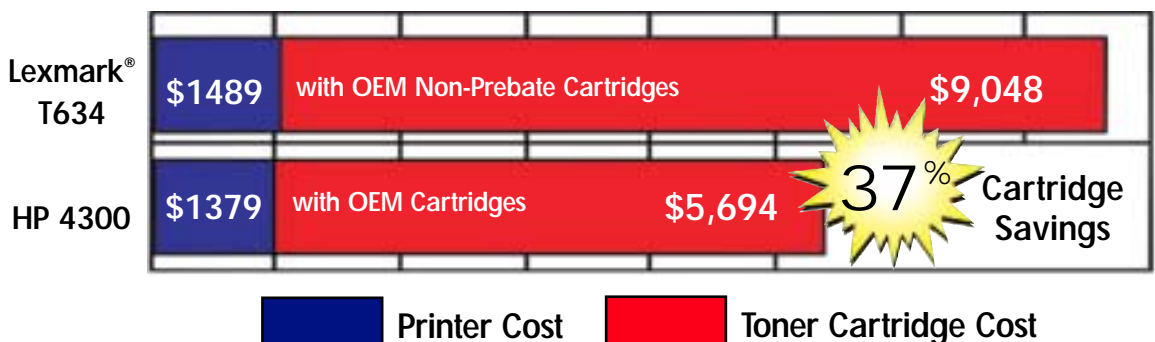 Lexmark®
T634
$1489
with OEM Non-Prebate Cartridges
$9,048
HP 4300
$1379
with OEM Cartridges
$5,694
37%
Cartridge
Savings
Printer Cost
Toner Cartridge Cost